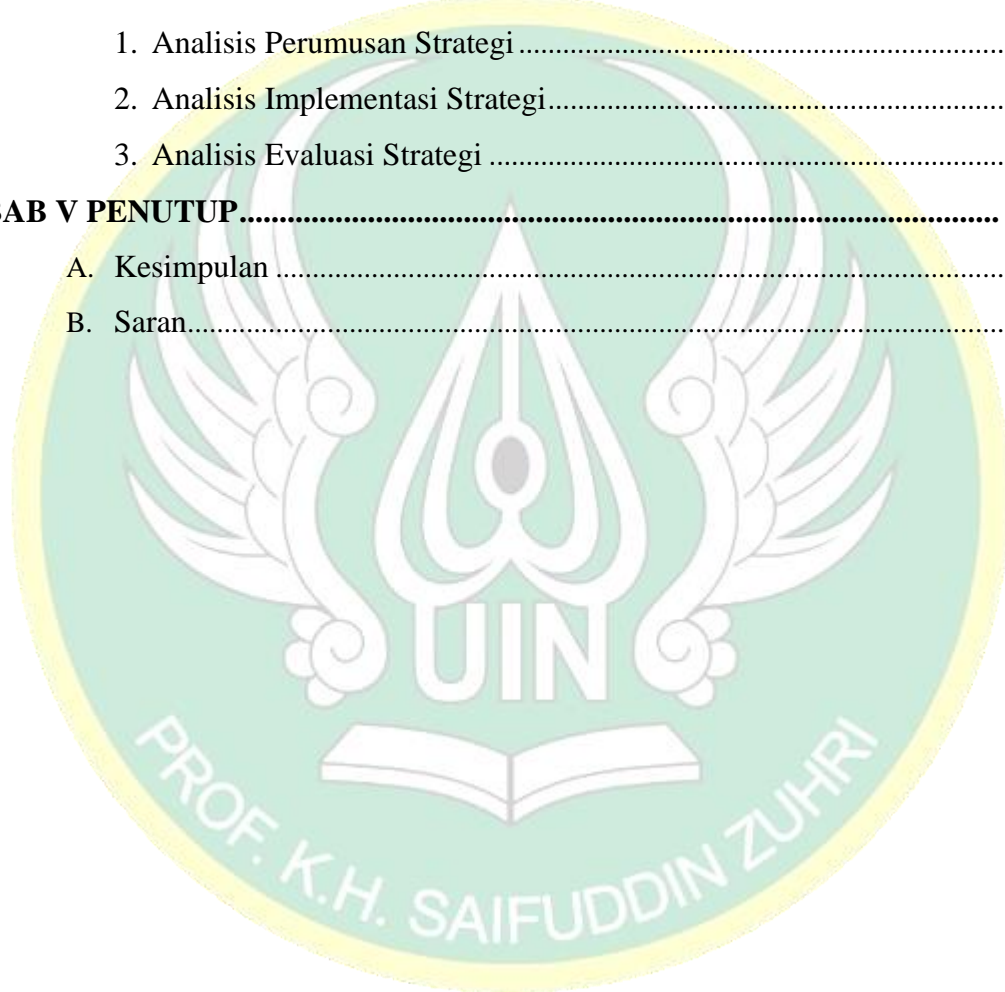 1. Analisis Perumusan Strategi ..........................................................
2. Analisis Implementasi Strategi..........................................................
3. Analisis Evaluasi Strategi ..........................................................
BAB V PENUTUP..........................................................
A. Kesimpulan ..........................................................
B. Saran..........................................................
UIN
PROF. K.H. SAIFUDDIN ZUHRI